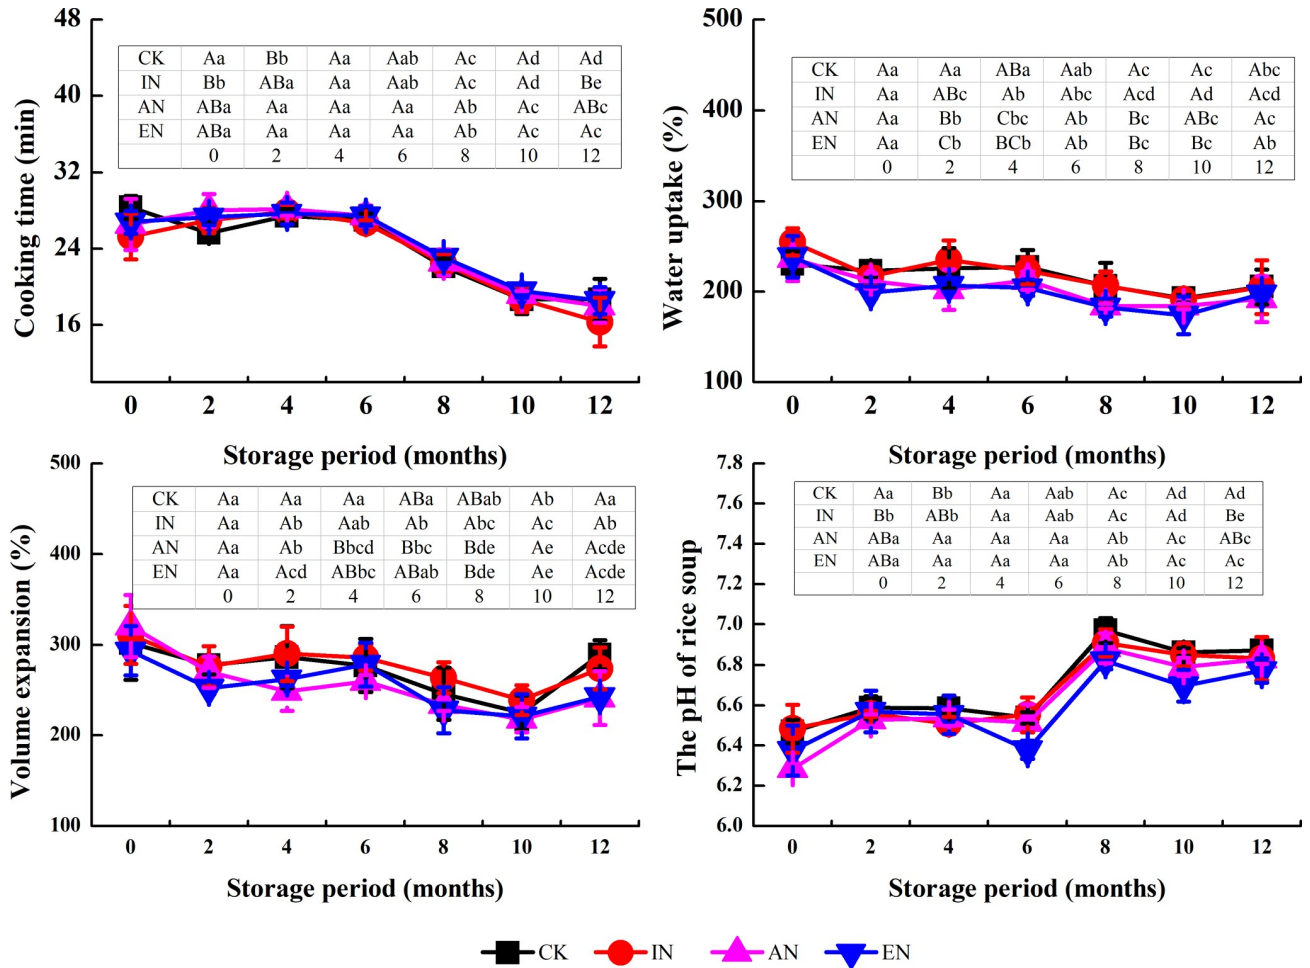 48
40
32
24
16
Cooking time (min)
CK Aa Bb Aa Aab Ac Ad Ad
IN Bb ABa Aa Aab Ac Ad Be
AN ABa Aa Aa Aa Ab Ac ABc
EN ABa Aa Aa Aa Ab Ac Ac
0 2 4 6 8 10 12
0 2 4 6 8 10 12
Storage period (months)
500
400
300
200
100
Water uptake (%)
CK Aa Aa ABa Aab Ac Ac Abc
IN Aa ABc Ab Abc Acd Ad Acd
AN Aa Bb Cbc Ab Bc ABc Ac
EN Aa Cb BCb Ab Bc Bc Ab
0 2 4 6 8 10 12
0 2 4 6 8 10 12
Storage period (months)
500
400
300
200
100
Volume expansion (%)
CK Aa Aa Aa ABa ABab Ab Aa
IN Aa Ab Aab Ab Abc Ac Ab
AN Aa Ab Bbcd Bbc Bde Ae Acde
EN Aa Acd ABbc ABab Bde Ae Acde
0 2 4 6 8 10 12
0 2 4 6 8 10 12
Storage period (months)
7.8
7.6
7.4
7.2
7.0
6.8
6.6
6.4
6.2
6.0
The pH of rice soup
CK Aa Bb Aa Aab Ac Ad Ad
IN Bb ABb Aa Aab Ac Ad Be
AN ABa Aa Aa Aa Ab Ac ABc
EN ABa Aa Aa Aa Ab Ac Ac
0 2 4 6 8 10 12
0 2 4 6 8 10 12
Storage period (months)
CK IN AN EN